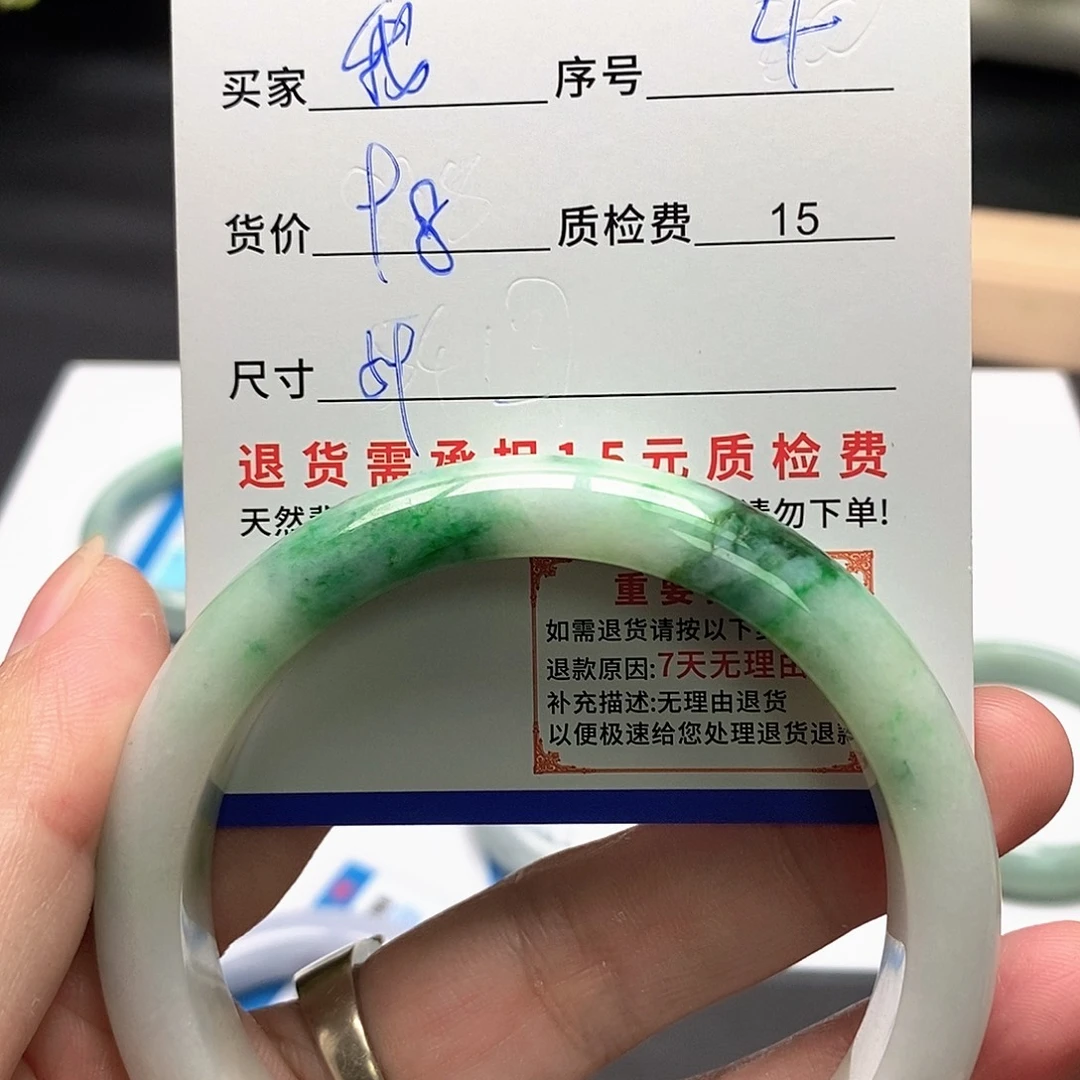 买家 序号
货价 P8 质检费 15
尺寸
退货需承担15元质检费
天然 请勿下单!
重要
如需退货请按以下
退款原因:7天无理由
补充描述:无理由退货
以便极速给您处理退货退款